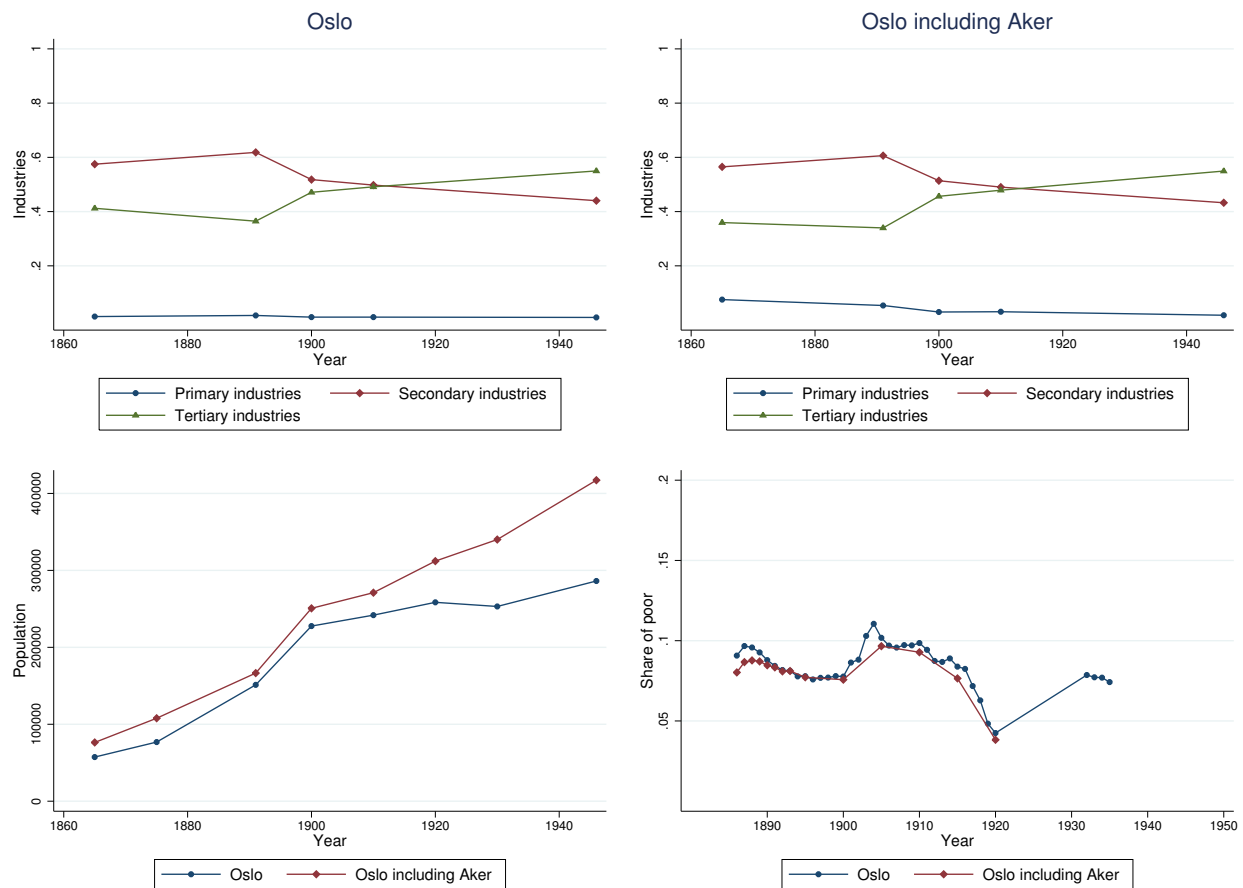 Oslo
Industries
1
.8
.6
.4
.2
1860 1880 1900 1920 1940
Year
Primary industries Secondary industries
Tertiary industries
Oslo including Aker
Industries
1
.8
.6
.4
.2
1860 1880 1900 1920 1940
Year
Primary industries Secondary industries
Tertiary industries
Population
400000
300000
200000
100000
0
1860 1880 1900 1920 1940
Year
Oslo Oslo including Aker
Share of poor
.2
.15
.1
.05
1890 1900 1910 1920 1930 1940 1950
Year
Oslo Oslo including Aker